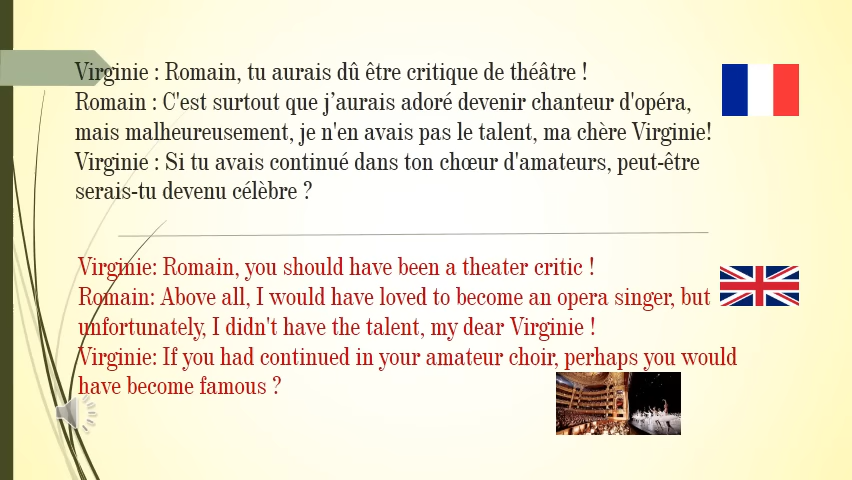 Virginie : Romain, tu aurais dû être critique de théâtre !
Romain : C'est surtout que j’aurais adoré devenir chanteur d'opéra,
mais malheureusement, je n'en avais pas le talent, ma chère Virginie!
Virginie : Si tu avais continué dans ton chœur d'amateurs, peut-être
serais-tu devenu célèbre ?
Virginie: Romain, you should have been a theater critic !
Romain: Above all, I would have loved to become an opera singer, but
unfortunately, I didn't have the talent, my dear Virginie !
Virginie: If you had continued in your amateur choir, perhaps you would
have become famous ?